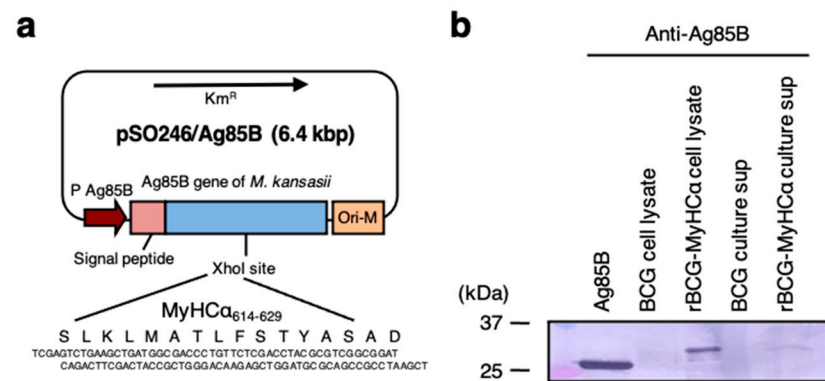 a
Km^R
pSO246/Ag85B (6.4 kbp)
P Ag85B
Ag85B gene of M. kansasii
Ori-M
Signal peptide
XhoI site
MyHCα614-629
S L K L M A T L F S T Y A S A D
TCGAGTCTGAAGCTGATGGCGACCCTGTTCTCGACCTACGCGTCGGCGGAT
CAGACTTCGACTACCGCTGGGACAAGAGCTGGATGCGCAGCCGCCTAAGCT
b
Anti-Ag85B
Ag85B
BCG cell lysate
rBCG-MyHCα cell lysate
BCG culture sup
rBCG-MyHCα culture sup
(kDa)
37
25